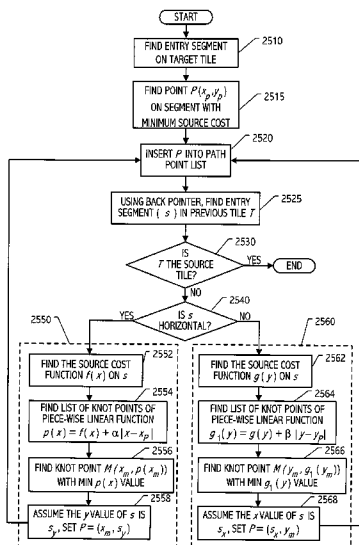 START
FIND ENTRY SEGMENT
ON TARGET TILE
2510
FIND POINT P(xp,yp)
ON SEGMENT WITH
MINIMUM SOURCE COST
2515
2520
INSERT P INTO PATH
POINT LIST
2525
USING BACK POINTER, FIND ENTRY
SEGMENT (s) IN PREVIOUS TILE T
2530
IS
T THE SOURCE
TILE?
YES
END
NO
2540
IS s
HORIZONTAL?
YES
NO
2550
2560
2552
FIND THE SOURCE COST
FUNCTION f(x) ON s
2554
FIND LIST OF KNOT POINTS OF
PIECE-WISE LINEAR FUNCTION
p(x) = f(x) + α|x-xp|
2556
FIND KNOT POINT M(xm,p(xm))
WITH MIN p(x) VALUE
2558
ASSUME THE y VALUE OF s IS
sy, SET P=(xm,sy)
2562
FIND THE SOURCE COST
FUNCTION g(y) ON s
2564
FIND LIST OF KNOT POINTS OF
PIECE-WISE LINEAR FUNCTION
g1(y) = g(y) + β|y-yp|
2566
FIND KNOT POINT M(ym,g1(ym))
WITH MIN g1(y) VALUE
2568
ASSUME THE x VALUE OF s IS
sx, SET P=(sx,ym)